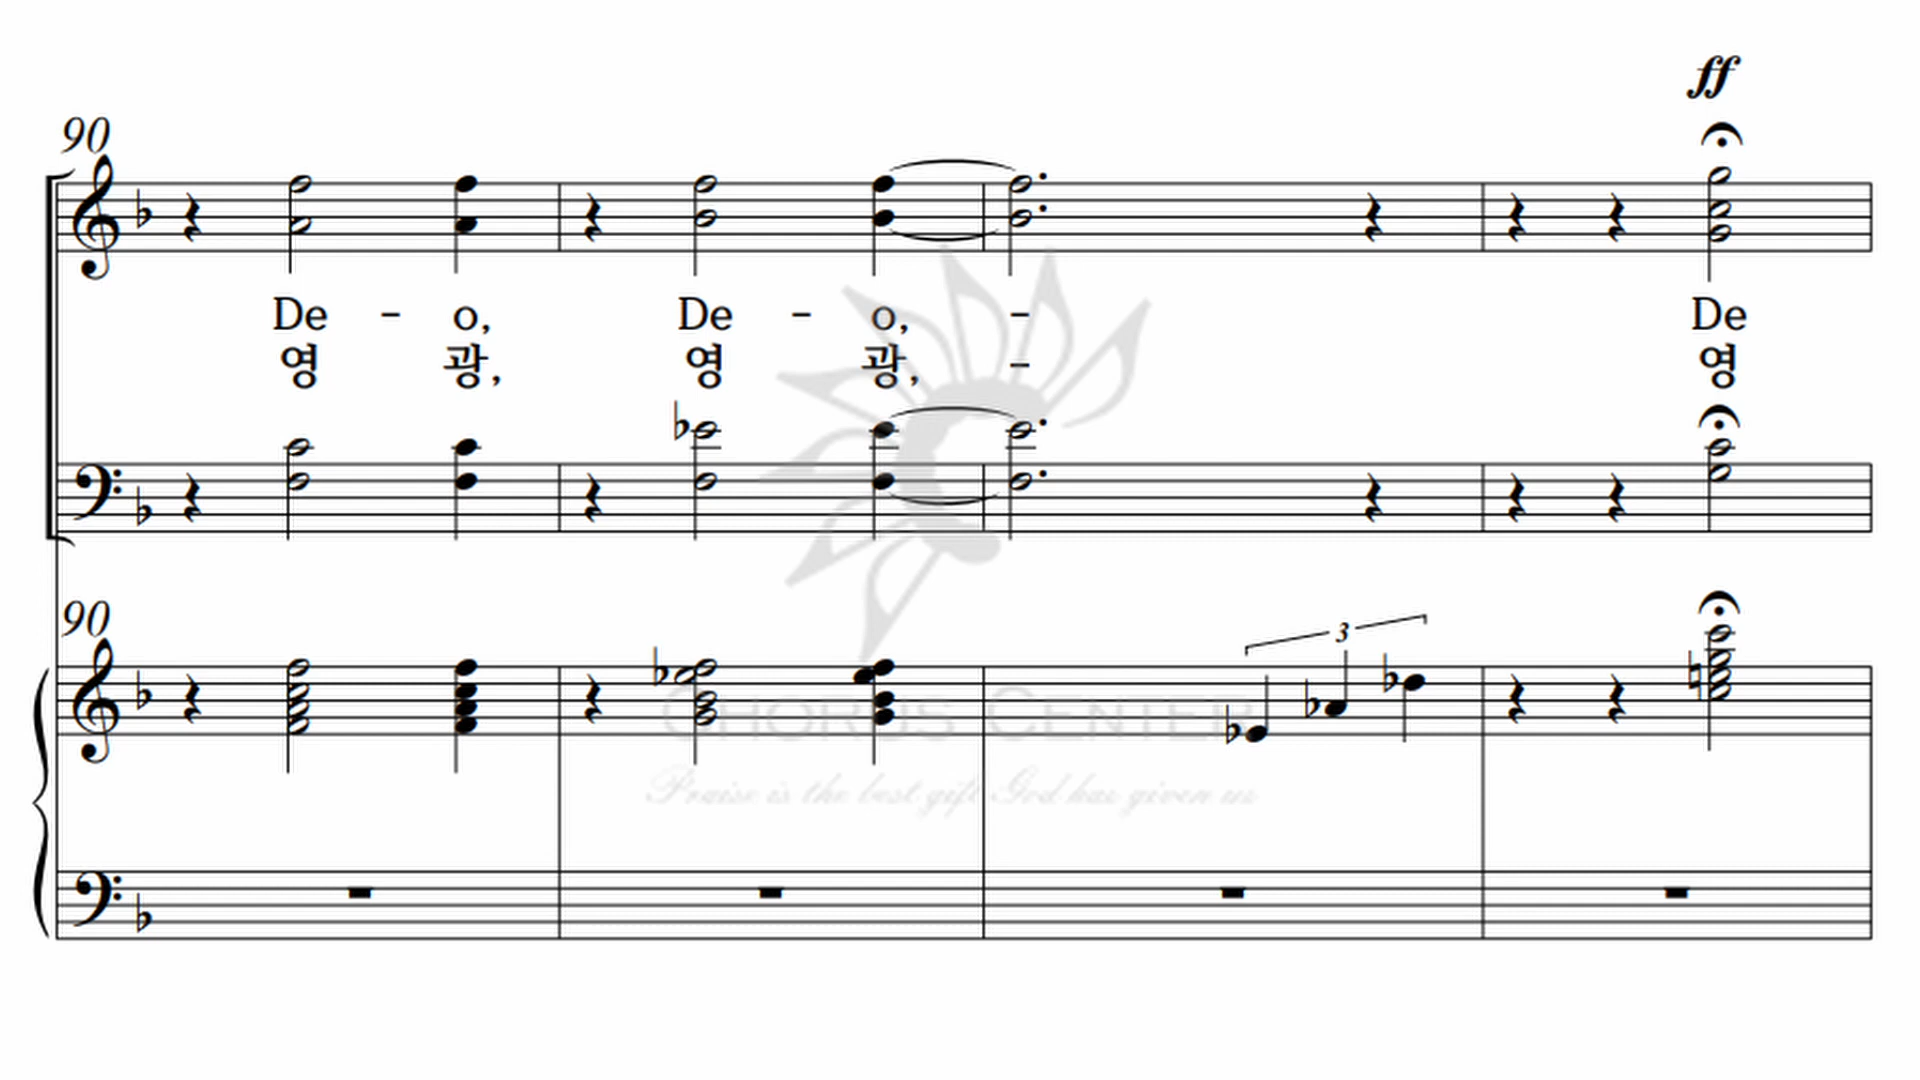 ff
90
De - o, De - o, - De
영 광, 영 광, - 영
90
3
CHORUS CENTER
Praise is the best gift God has given us